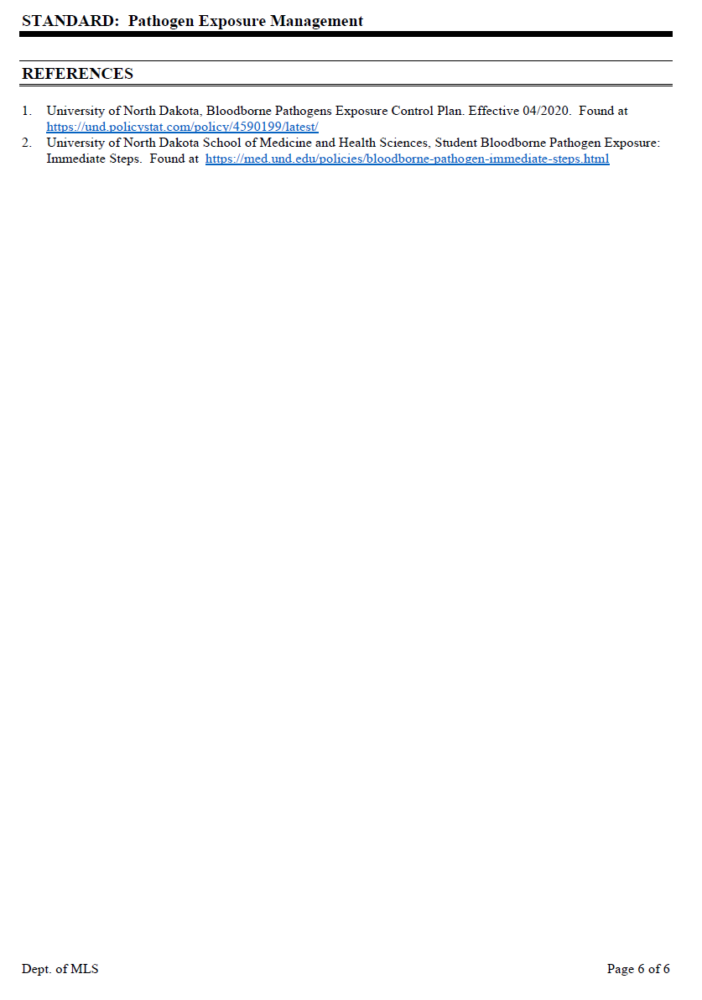 STANDARD:  Pathogen Exposure Management
REFERENCES
1. University of North Dakota, Bloodborne Pathogens Exposure Control Plan. Effective 04/2020.  Found at
https://und.policystat.com/policy/4590199/latest/
2. University of North Dakota School of Medicine and Health Sciences, Student Bloodborne Pathogen Exposure:
Immediate Steps.  Found at  https://med.und.edu/policies/bloodborne-pathogen-immediate-steps.html
Dept. of MLS Page 6 of 6